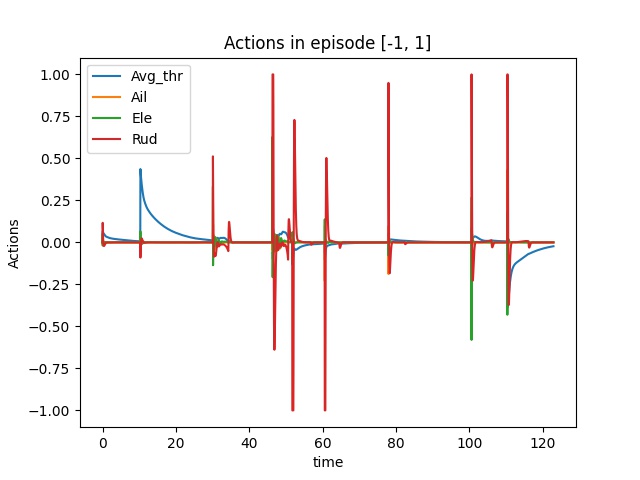 Actions in episode [-1, 1]
Avg_thr
Ail
Ele
Rud
1.00
0.75
0.50
0.25
0.00
−0.25
−0.50
−0.75
−1.00
Actions
0 20 40 60 80 100 120
time